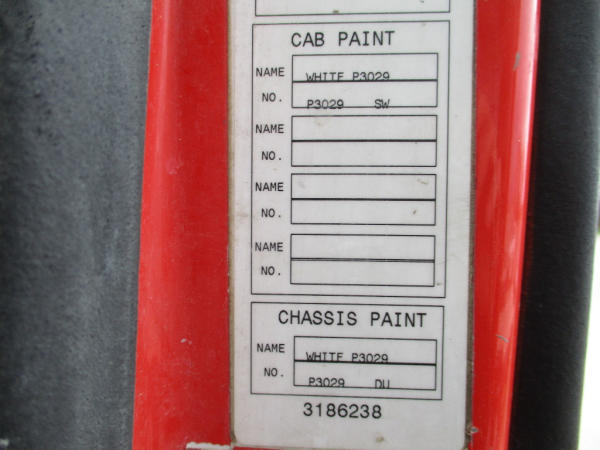 CAB PAINT
NAME WHITE P3029
NO. P3029 SW
NAME
NO.
NAME
NO.
NAME
NO.
CHASSIS PAINT
NAME WHITE P3029
NO. P3029 DU
3186238